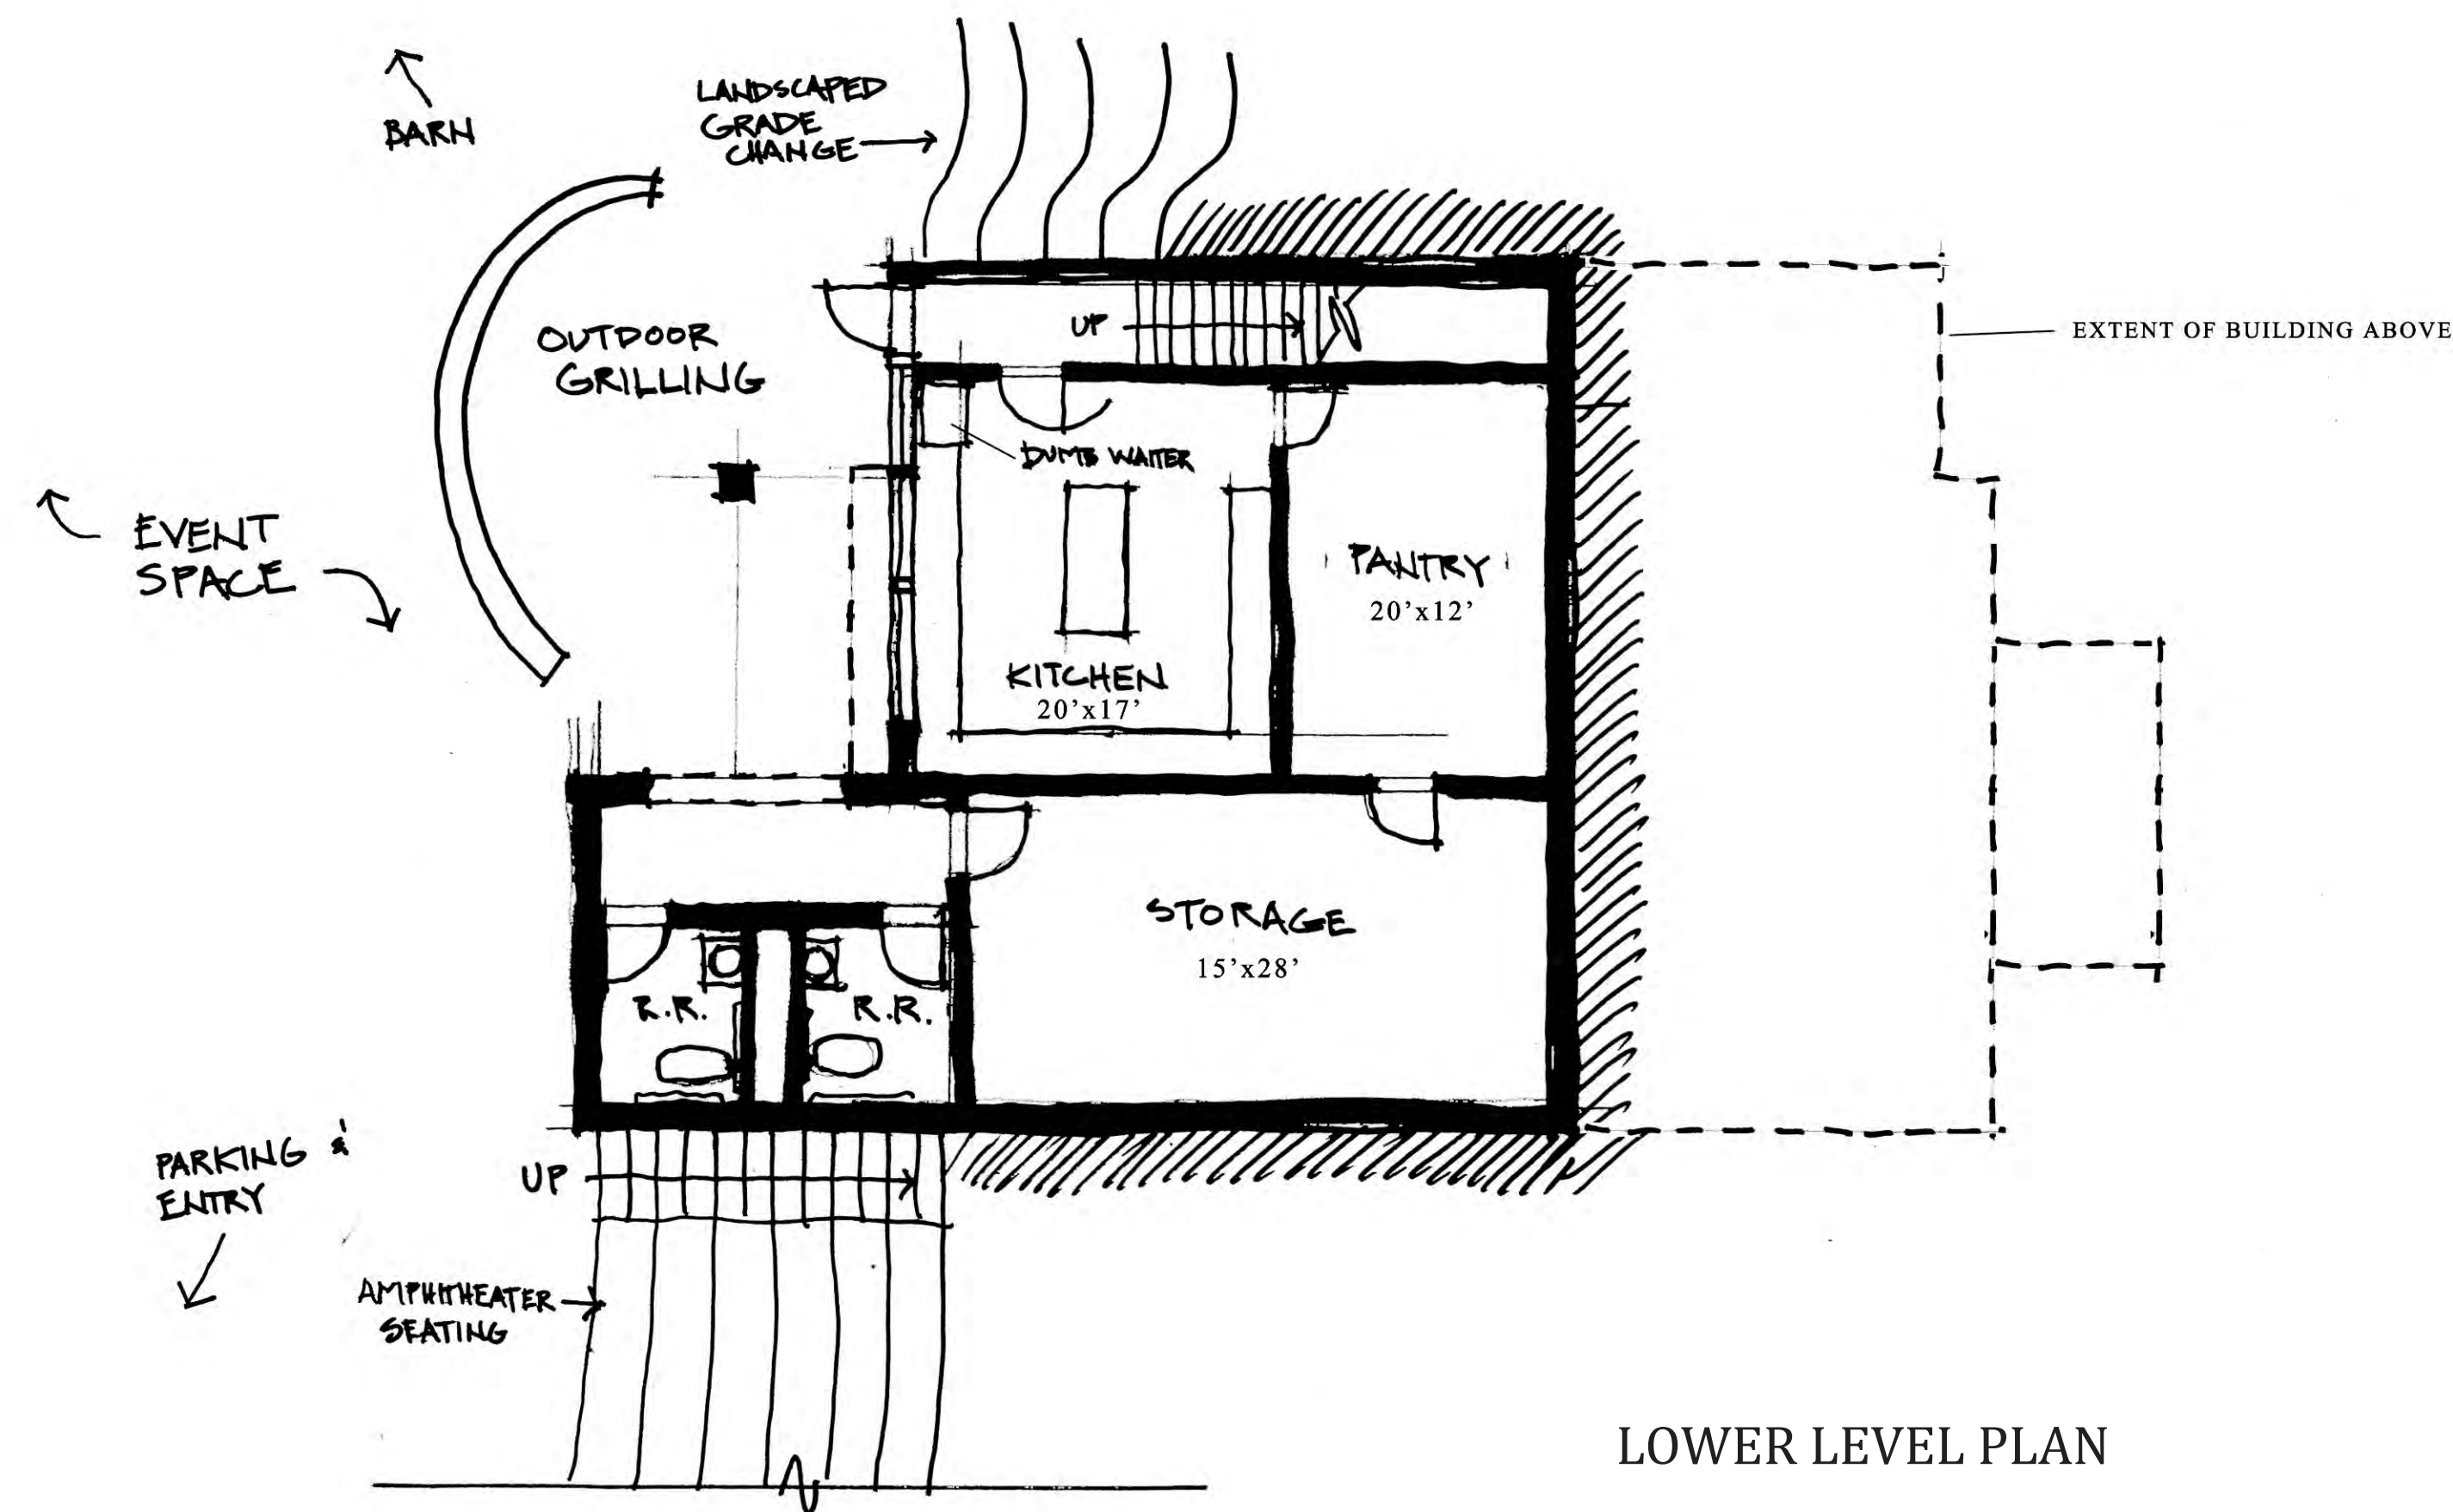 BARN
LANDSCAPED
GRADE
CHANGE
OUTDOOR
GRILLING
UP
EXTENT OF BUILDING ABOVE
DUMB WAITER
EVENT
SPACE
PANTRY
20'x12'
KITCHEN
20'x17'
STORAGE
15'x28'
R.R.
R.R.
PARKING &
ENTRY
UP
AMPHITHEATER
SEATING
LOWER LEVEL PLAN